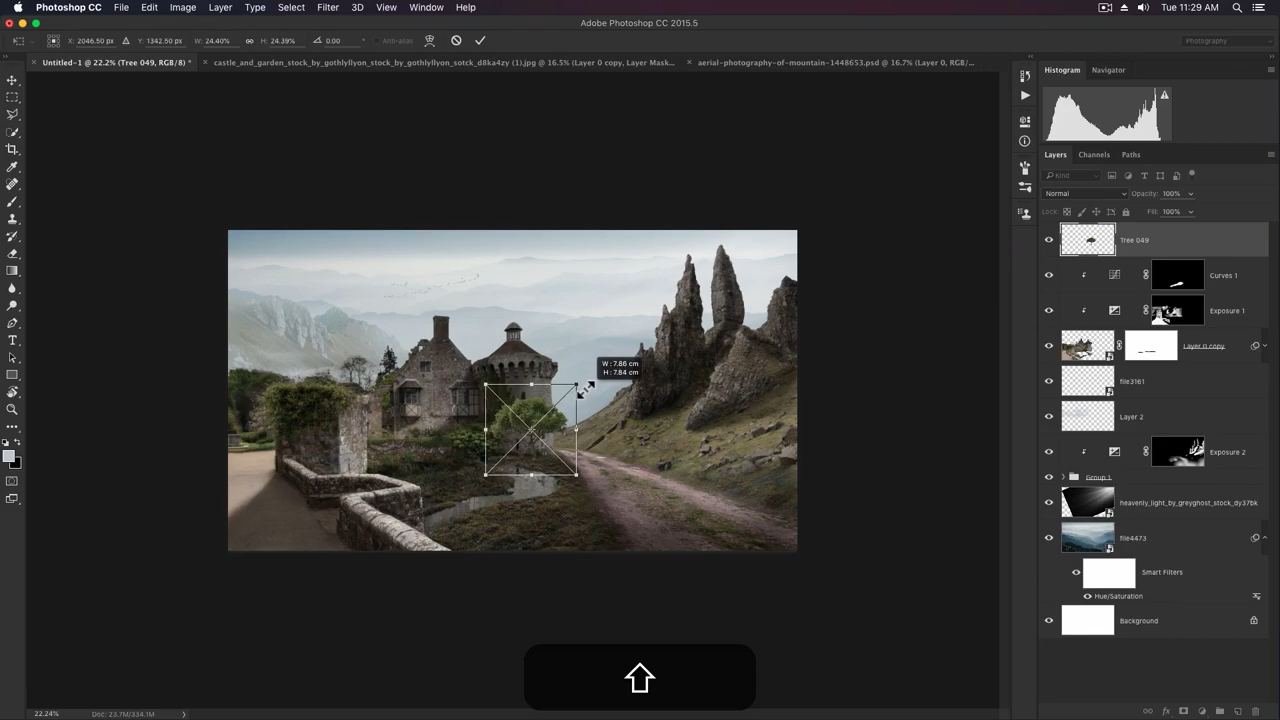 Photoshop CC File Edit Image Layer Type Select Filter 3D View Window Help Tue 11:29 AM
Adobe Photoshop CC 2015.5
X: 2046.50 px Y: 1342.50 px W: 24.40% H: 24.39% 0.00 Anti-alias Photography
Untitled-1 @ 22.2% (Tree 049, RGB/8) * castle_and_garden_stock_by_gothlyllyon_stock_by_gothlyllyon_sotck_d8ka4zy (1).jpg @ 16.5% (Layer 0 copy, Layer Mask... aerial-photography-of-mountain-1448653.psd @ 16.7% (Layer 0, RGB/...
Histogram Navigator
Layers Channels Paths
Kind
Normal Opacity: 100%
Lock: Fill: 100%
Tree 049
Curves 1
Exposure 1
Layer 0 copy
W : 7.86 cm
H : 7.84 cm
file3161
Layer 2
Exposure 2
Group 1
heavenly_light_by_greyghost_stock_dy37bk
file4473
Smart Filters
Hue/Saturation
Background
22.24% Doc: 23.7M/334.1M